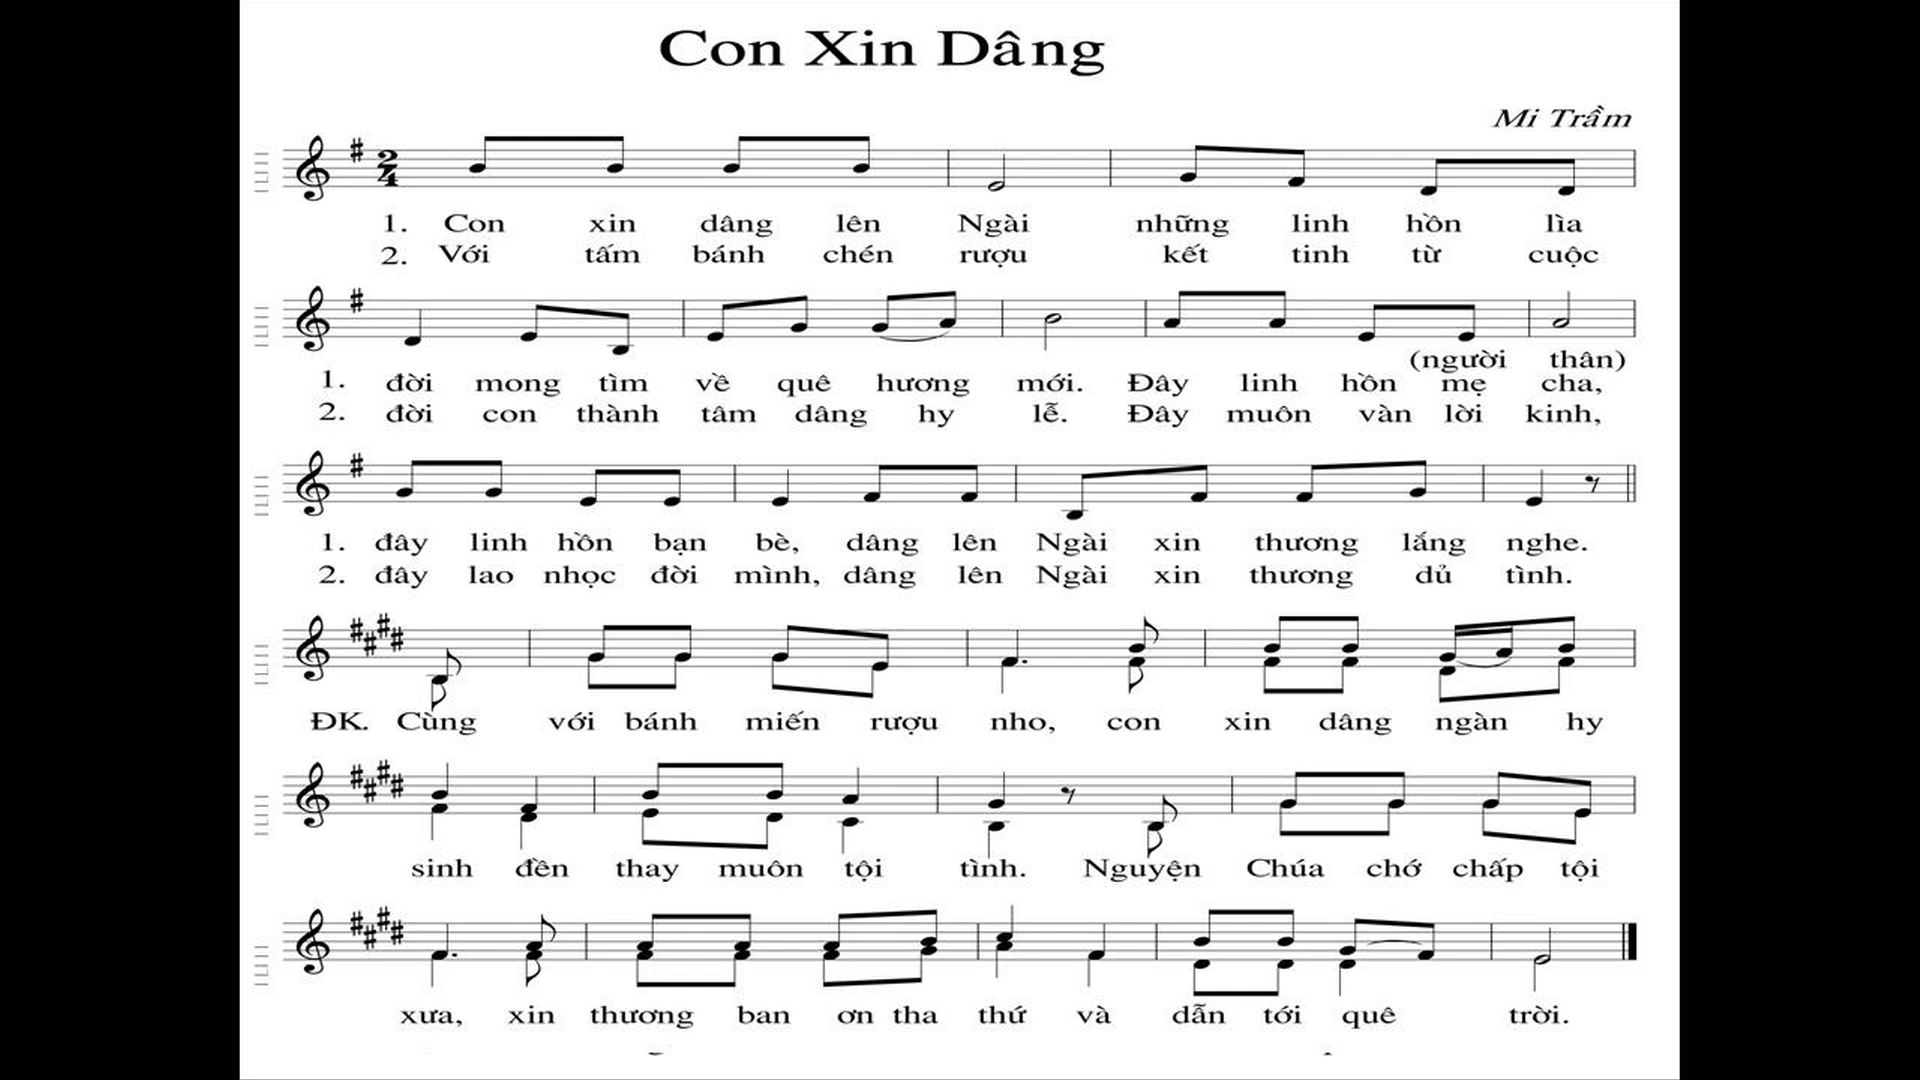 Con Xin Dâng
Mi Trầm
2
4
1. Con xin dâng lên Ngài những linh hồn lìa
2. Với tấm bánh chén rượu kết tinh từ cuộc
(người thân)
1. đời mong tìm về quê hương mới. Đây linh hồn mẹ cha,
2. đời con thành tâm dâng hy lễ. Đây muôn vàn lời kinh,
1. đây linh hồn bạn bè, dâng lên Ngài xin thương lắng nghe.
2. đây lao nhọc đời mình, dâng lên Ngài xin thương dủ tình.
ĐK. Cùng với bánh miến rượu nho, con xin dâng ngàn hy
sinh đền thay muôn tội tình. Nguyện Chúa chớ chấp tội
xưa, xin thương ban ơn tha thứ và dẫn tới quê trời.